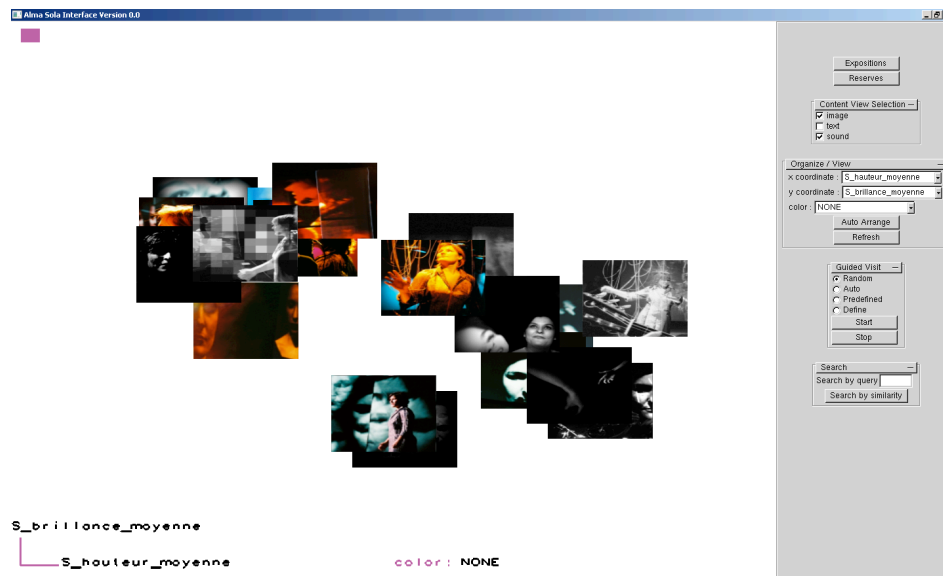 Alma Sola Interface Version 0.0
Expositions
Reserves
Content View Selection
image
text
sound
Organize / View
x coordinate : S_hauteur_moyenne
y coordinate : S_brillance_moyenne
color : NONE
Auto Arrange
Refresh
Guided Visit
Random
Auto
Predefined
Define
Start
Stop
Search
Search by query
Search by similarity
S_brillance_moyenne
S_hauteur_moyenne
color: NONE